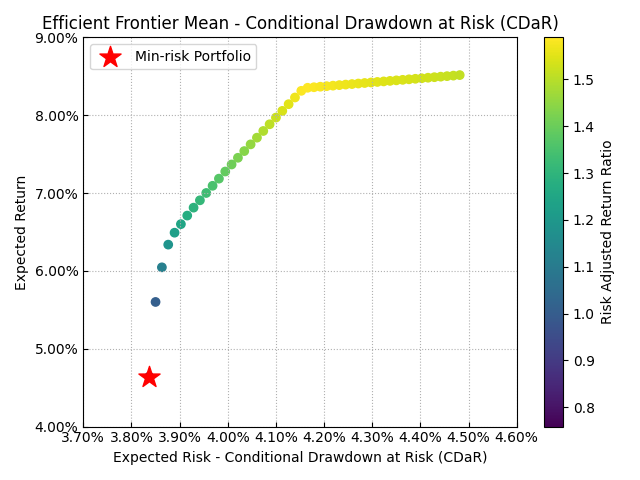 Efficient Frontier Mean - Conditional Drawdown at Risk (CDaR)
Min-risk Portfolio
9.00%
8.00%
7.00%
6.00%
5.00%
4.00%
Expected Return
3.70% 3.80% 3.90% 4.00% 4.10% 4.20% 4.30% 4.40% 4.50% 4.60%
Expected Risk - Conditional Drawdown at Risk (CDaR)
1.5
1.4
1.3
1.2
1.1
1.0
0.9
0.8
Risk Adjusted Return Ratio